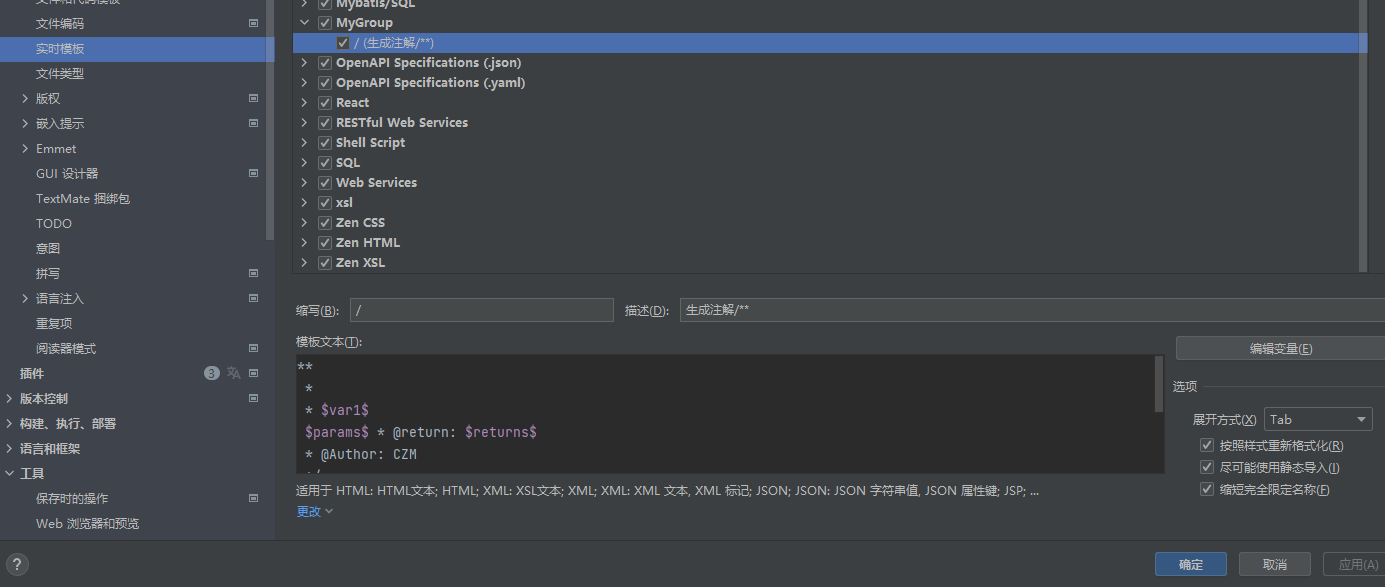 文件和代码模板
文件编码
实时模板
文件类型
版权
嵌入提示
Emmet
GUI 设计器
TextMate 捆绑包
TODO
意图
拼写
语言注入
重复项
阅读器模式
插件 3
版本控制
构建、执行、部署
语言和框架
工具
保存时的操作
Web 浏览器和预览
Mybatis/SQL
MyGroup
/ (生成注解/**)
OpenAPI Specifications (.json)
OpenAPI Specifications (.yaml)
React
RESTful Web Services
Shell Script
SQL
Web Services
xsl
Zen CSS
Zen HTML
Zen XSL
缩写(B): / 描述(D): 生成注解/**
模板文本(T):
**
*
* $var1$
$params$ * @return: $returns$
* @Author: CZM
*/
适用于 HTML: HTML文本; HTML; XML: XSL文本; XML; XML: XML 文本, XML 标记; JSON; JSON: JSON 字符串值, JSON 属性键; JSP; ...
更改
编辑变量(E)
选项
展开方式(X) Tab
按照样式重新格式化(R)
尽可能使用静态导入(I)
缩短完全限定名称(F)
? 确定 取消 应用(A)